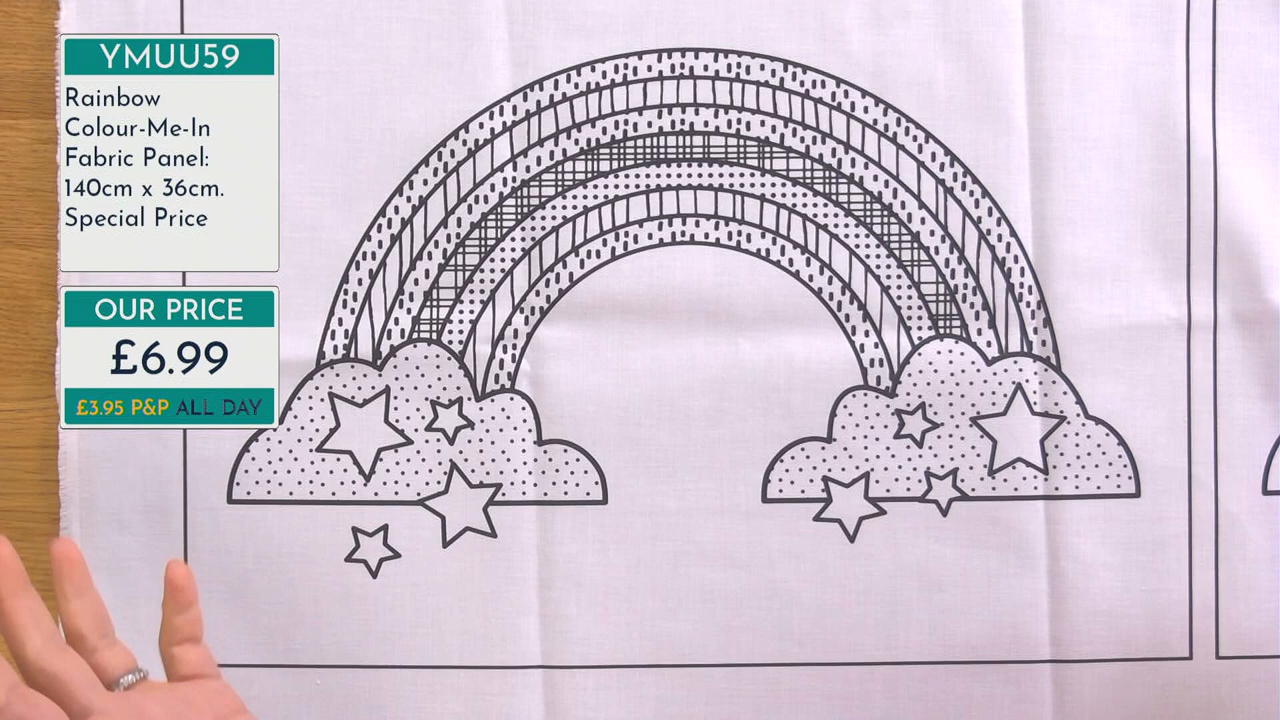 YMUU59
Rainbow
Colour-Me-In
Fabric Panel:
140cm x 36cm.
Special Price
OUR PRICE
£6.99
£3.95 P&P ALL DAY